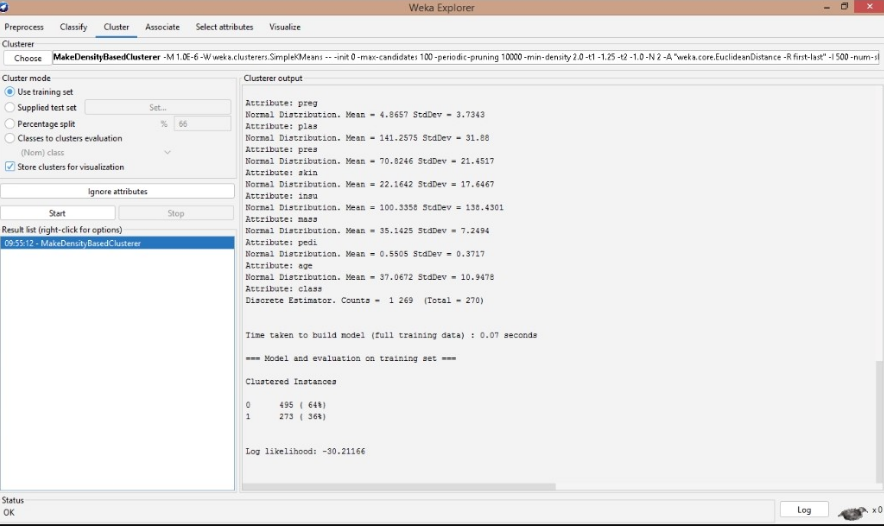 Weka Explorer
Preprocess Classify Cluster Associate Select attributes Visualize
Clusterer
Choose MakeDensityBasedClusterer -M 1.0E-6 -W weka.clusterers.SimpleKMeans -- -init 0 -max-candidates 100 -periodic-pruning 10000 -min-density 2.0 -t1 -1.25 -t2 -1.0 -N 2 -A "weka.core.EuclideanDistance -R first-last" -I 500 -num-sl
Cluster mode
Use training set
Supplied test set Set...
Percentage split % 66
Classes to clusters evaluation
(Nom) class
Store clusters for visualization
Ignore attributes
Start Stop
Result list (right-click for options)
09:55:12 - MakeDensityBasedClusterer
Clusterer output
Attribute: preg
Normal Distribution. Mean = 4.8657 StdDev = 3.7343
Attribute: plas
Normal Distribution. Mean = 141.2575 StdDev = 31.88
Attribute: pres
Normal Distribution. Mean = 70.8246 StdDev = 21.4517
Attribute: skin
Normal Distribution. Mean = 22.1642 StdDev = 17.6467
Attribute: insu
Normal Distribution. Mean = 100.3358 StdDev = 138.4301
Attribute: mass
Normal Distribution. Mean = 35.1425 StdDev = 7.2494
Attribute: pedi
Normal Distribution. Mean = 0.5505 StdDev = 0.3717
Attribute: age
Normal Distribution. Mean = 37.0672 StdDev = 10.9478
Attribute: class
Discrete Estimator. Counts = 1 269 (Total = 270)
Time taken to build model (full training data) : 0.07 seconds
=== Model and evaluation on training set ===
Clustered Instances
0 495 ( 64%)
1 273 ( 36%)
Log likelihood: -30.21166
Status
OK
Log x 0